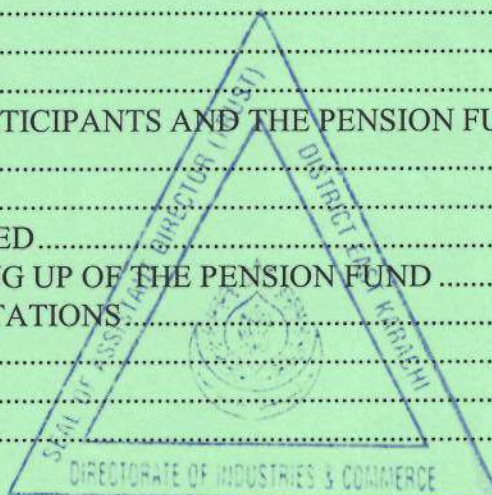 ...........................................................
...........................................................
...........................................................
TICIPANTS AND THE PENSION FU
...........................................................
...........................................................
ED...........................................................
NG UP OF THE PENSION FUND ...........
TATIONS...........................................................
...........................................................
...........................................................
...........................................................
SEAL OF ASSISTANT DIRECTOR (TRUST)
DISTRICT EAST KARACHI
DIRECTORATE OF INDUSTRIES & COMMERCE